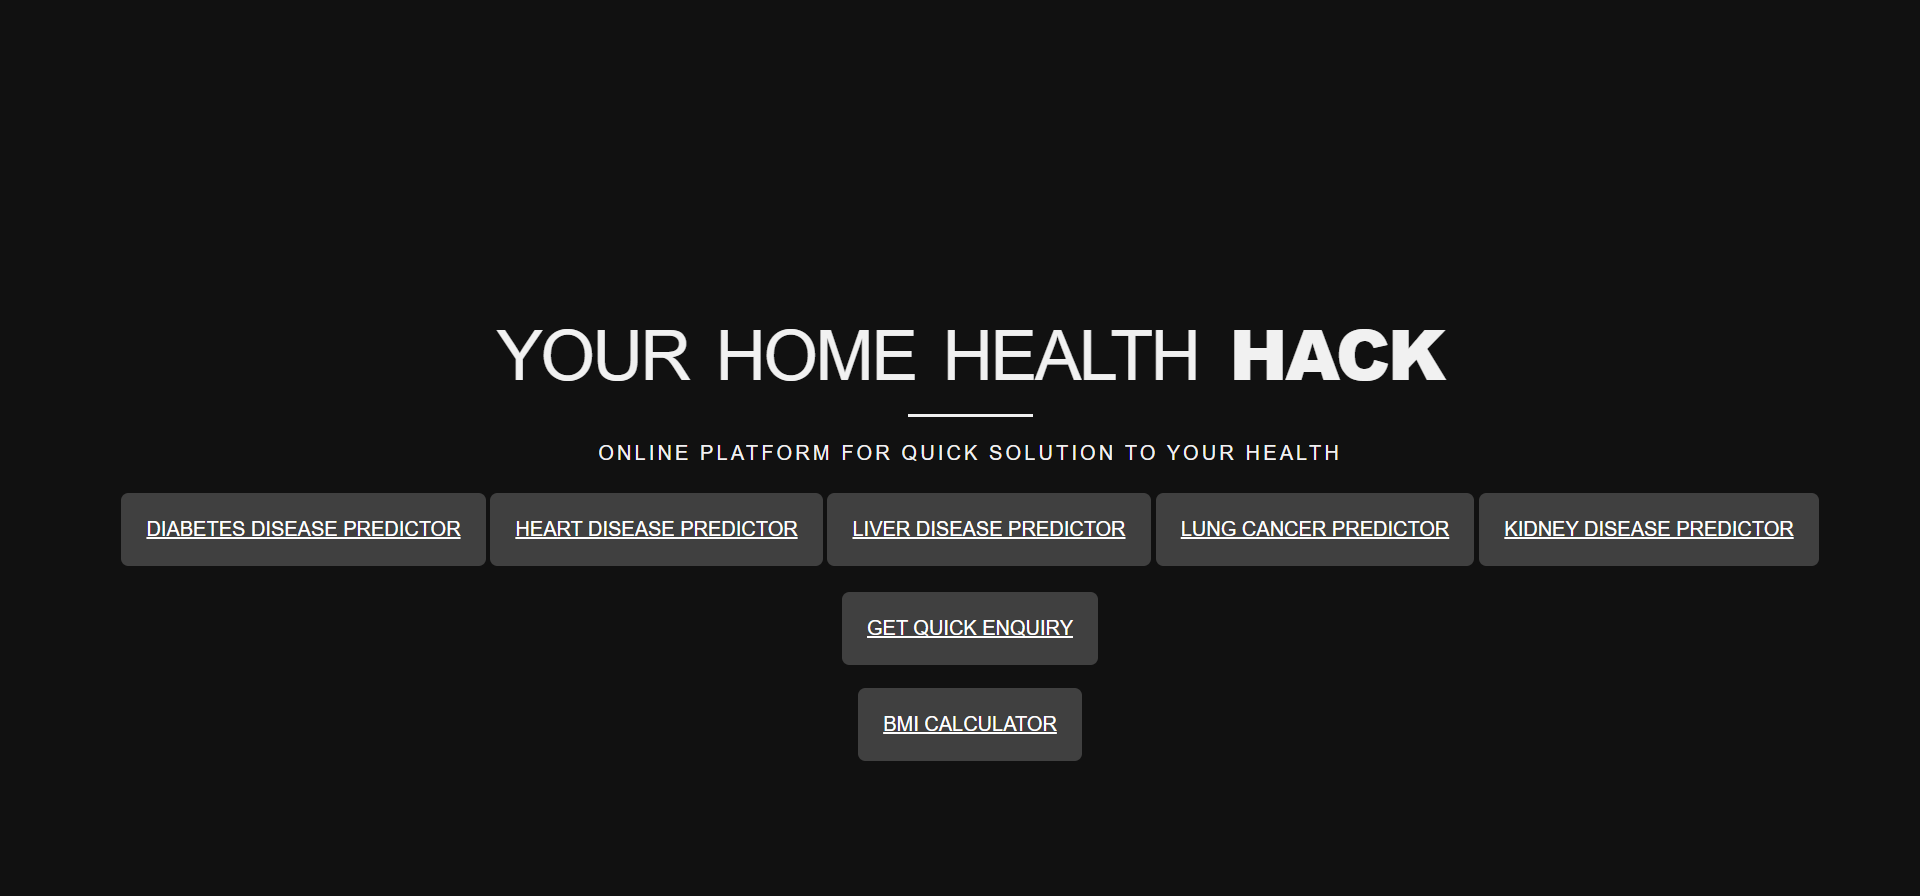 YOUR HOME HEALTH HACK
ONLINE PLATFORM FOR QUICK SOLUTION TO YOUR HEALTH
DIABETES DISEASE PREDICTOR HEART DISEASE PREDICTOR LIVER DISEASE PREDICTOR LUNG CANCER PREDICTOR KIDNEY DISEASE PREDICTOR
GET QUICK ENQUIRY
BMI CALCULATOR